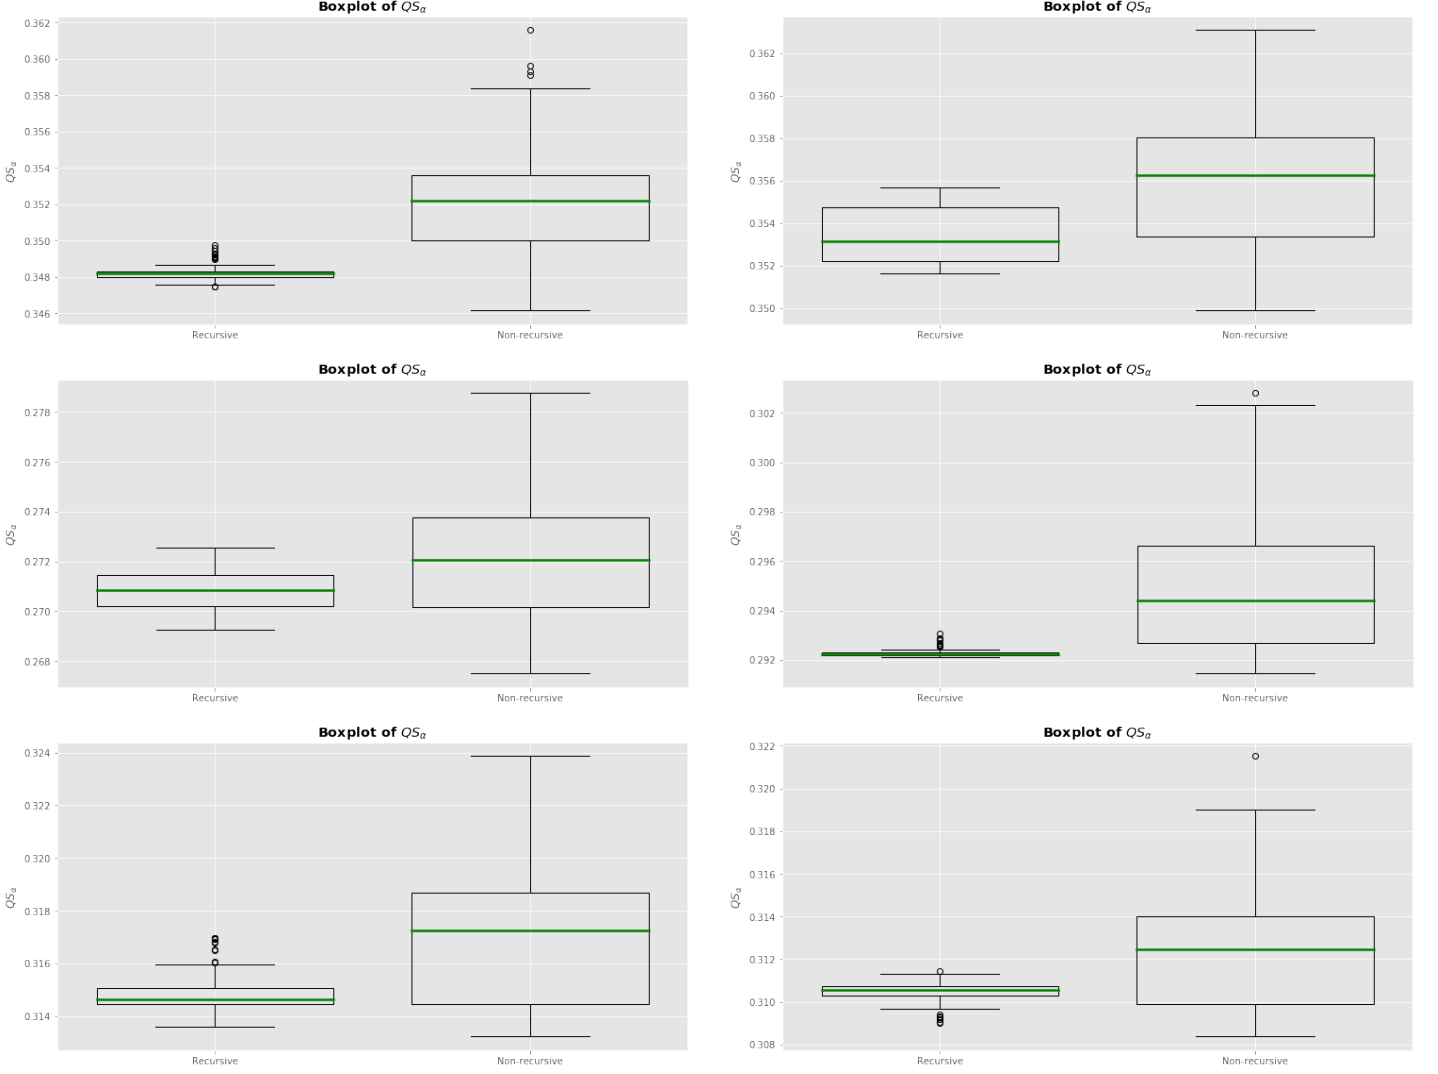 Boxplot of QSα
0.362
0.360
0.358
0.356
0.354
0.352
0.350
0.348
0.346
QSα
Recursive
Non-recursive
Boxplot of QSα
0.362
0.360
0.358
0.356
0.354
0.352
0.350
QSα
Recursive
Non-recursive
Boxplot of QSα
0.278
0.276
0.274
0.272
0.270
0.268
QSα
Recursive
Non-recursive
Boxplot of QSα
0.302
0.300
0.298
0.296
0.294
0.292
QSα
Recursive
Non-recursive
Boxplot of QSα
0.324
0.322
0.320
0.318
0.316
0.314
QSα
Recursive
Non-recursive
Boxplot of QSα
0.322
0.320
0.318
0.316
0.314
0.312
0.310
0.308
QSα
Recursive
Non-recursive